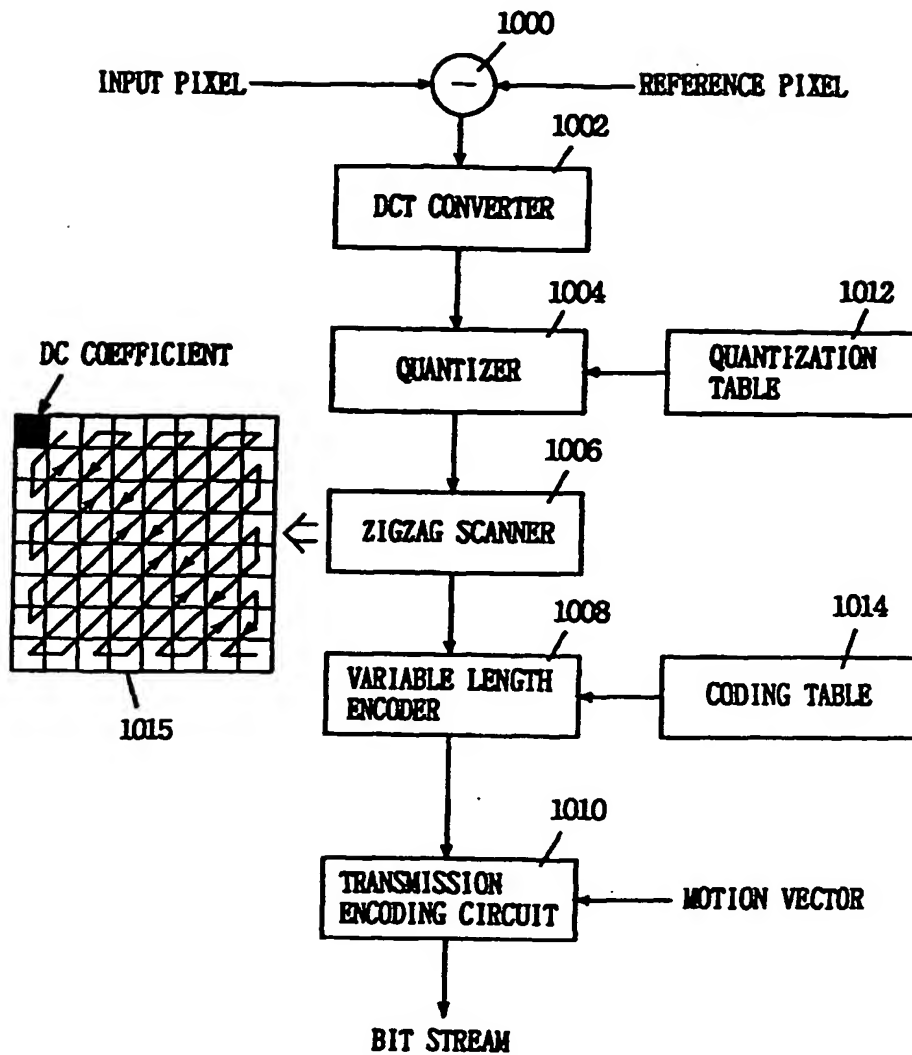 1000
INPUT PIXEL
−
REFERENCE PIXEL
1002
DCT CONVERTER
1004
1012
DC COEFFICIENT
QUANTIZER
QUANTIZATION
TABLE
1006
ZIGZAG SCANNER
1008
1014
VARIABLE LENGTH
ENCODER
CODING TABLE
1015
1010
TRANSMISSION
ENCODING CIRCUIT
MOTION VECTOR
BIT STREAM